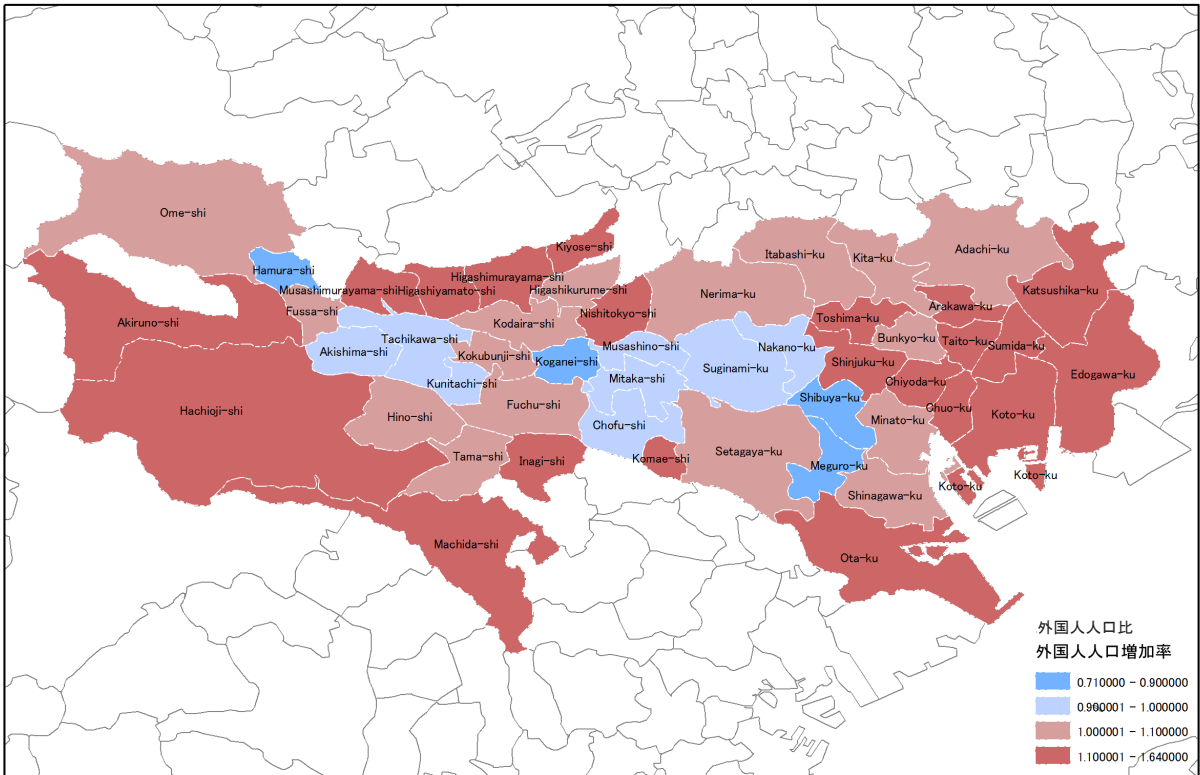 Ome-shi
Kiyose-shi
Adachi-ku
Itabashi-ku
Kita-ku
Hamura-shi
Higashimurayama-shi
Musashimurayama-shi
Higashiyamato-shi
Higashikurume-shi
Nerima-ku
Katsushika-ku
Fussa-shi
Nishitokyo-shi
Arakawa-ku
Akiruno-shi
Kodaira-shi
Toshima-ku
Tachikawa-shi
Bunkyo-ku
Taito-ku
Sumida-ku
Akishima-shi
Kokubunji-shi
Koganei-shi
Musashino-shi
Nakano-ku
Suginami-ku
Shinjuku-ku
Edogawa-ku
Kunitachi-shi
Mitaka-shi
Chiyoda-ku
Hachioji-shi
Hino-shi
Fuchu-shi
Shibuya-ku
Chuo-ku
Koto-ku
Chofu-shi
Minato-ku
Tama-shi
Inagi-shi
Komae-shi
Setagaya-ku
Meguro-ku
Koto-ku
Koto-ku
Shinagawa-ku
Machida-shi
Ota-ku
外国人人口比
外国人人口増加率
0.710000 - 0.900000
0.900001 - 1.000000
1.000001 - 1.100000
1.100001 - 1.640000